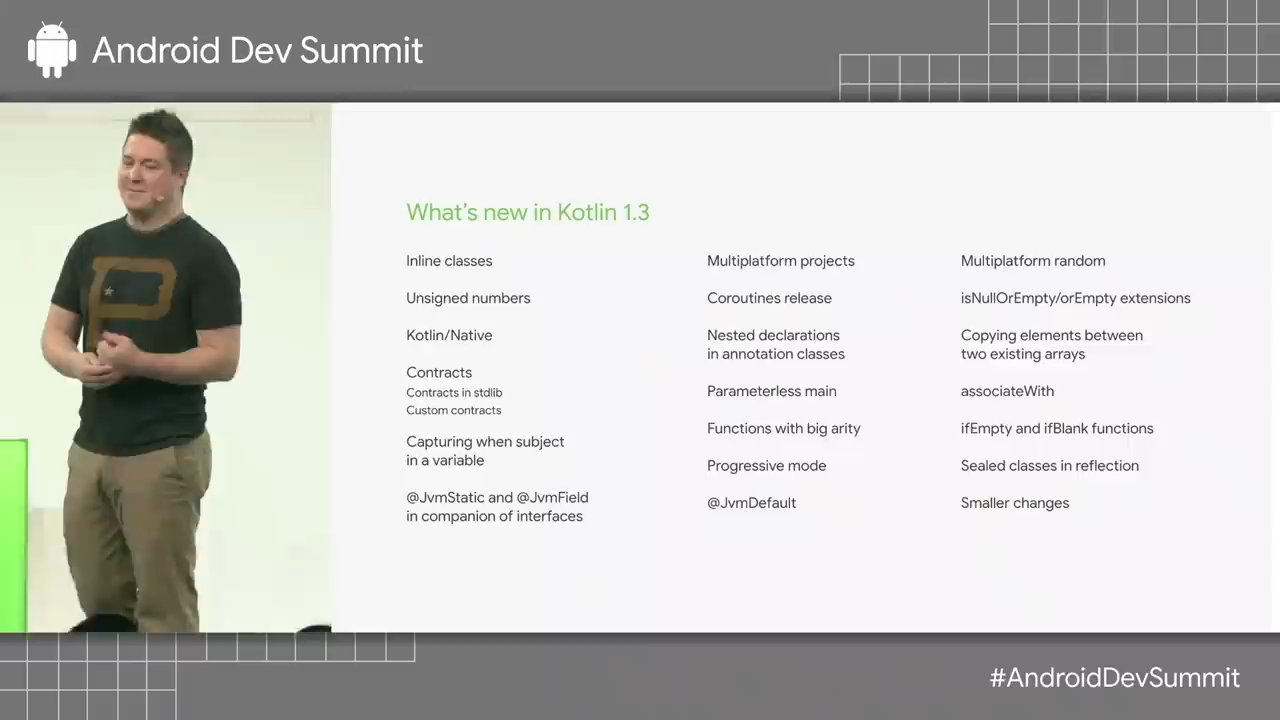 Android Dev Summit
What's new in Kotlin 1.3
Inline classes
Unsigned numbers
Kotlin/Native
Contracts
Contracts in stdlib
Custom contracts
Capturing when subject
in a variable
@JvmStatic and @JvmField
in companion of interfaces
Multiplatform projects
Coroutines release
Nested declarations
in annotation classes
Parameterless main
Functions with big arity
Progressive mode
@JvmDefault
Multiplatform random
isNullOrEmpty/orEmpty extensions
Copying elements between
two existing arrays
associateWith
ifEmpty and ifBlank functions
Sealed classes in reflection
Smaller changes
#AndroidDevSummit